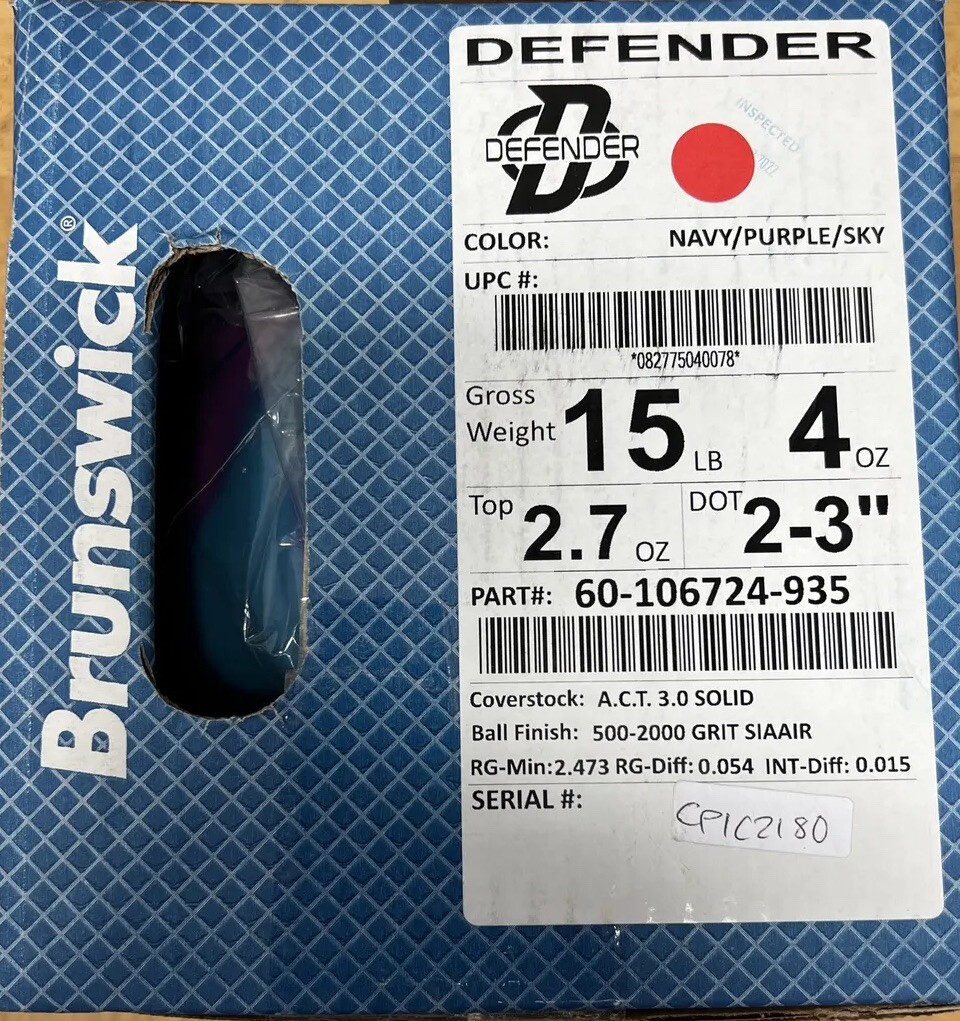 Brunswick®
DEFENDER
D
DEFENDER
INSPECTED
2022
COLOR: NAVY/PURPLE/SKY
UPC #:
*082775040078*
Gross Weight 15 LB 4 OZ
Top 2.7 OZ DOT 2-3"
PART#: 60-106724-935
Coverstock: A.C.T. 3.0 SOLID
Ball Finish: 500-2000 GRIT SIAAIR
RG-Min:2.473 RG-Diff: 0.054 INT-Diff: 0.015
SERIAL #: CP1C2180